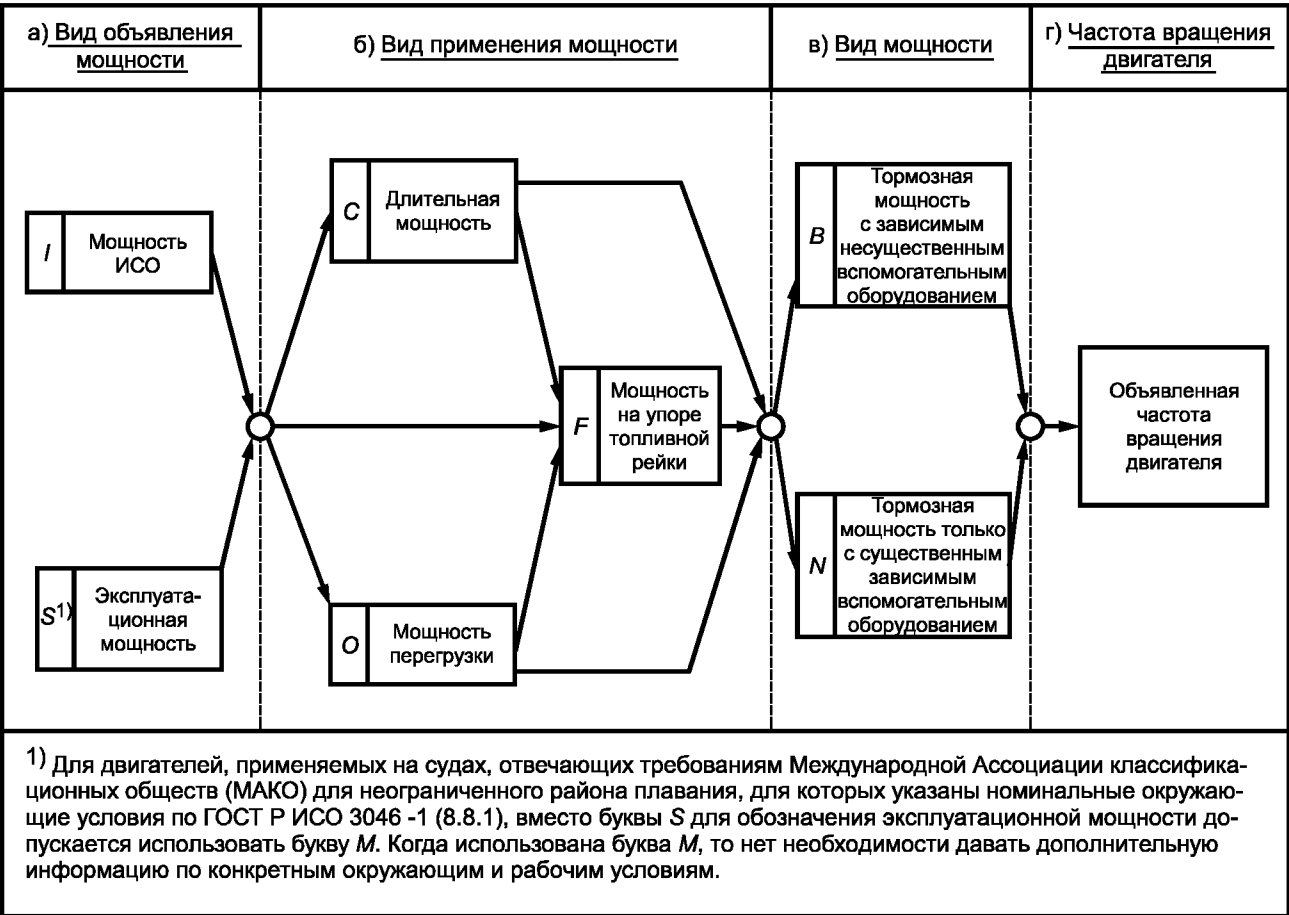 а) Вид объявления
мощности
б) Вид применения мощности
в) Вид мощности
г) Частота вращения
двигателя
I
Мощность
ИСО
S1)
Эксплуата-
ционная
мощность
C
Длительная
мощность
F
Мощность
на упоре
топливной
рейки
O
Мощность
перегрузки
B
Тормозная
мощность
с зависимым
несущественным
вспомогательным
оборудованием
N
Тормозная
мощность только
с существенным
зависимым
вспомогательным
оборудованием
Объявленная
частота
вращения
двигателя
1) Для двигателей, применяемых на судах, отвечающих требованиям Международной Ассоциации классифика-
ционных обществ (МАКО) для неограниченного района плавания, для которых указаны номинальные окружаю-
щие условия по ГОСТ Р ИСО 3046 -1 (8.8.1), вместо буквы S для обозначения эксплуатационной мощности до-
пускается использовать букву M. Когда использована буква M, то нет необходимости давать дополнительную
информацию по конкретным окружающим и рабочим условиям.